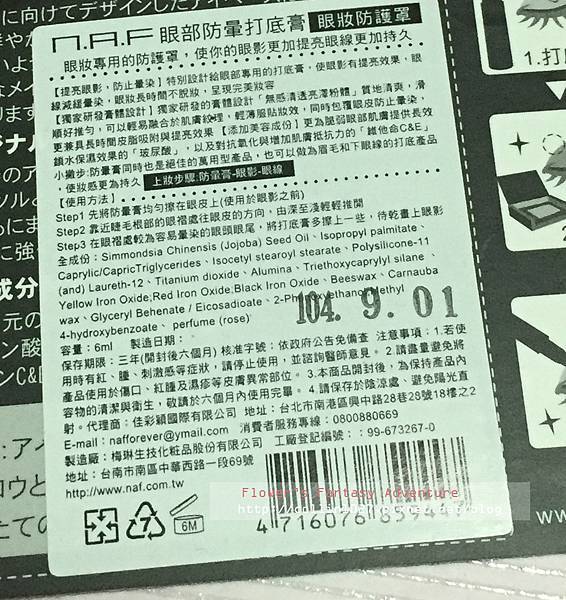 n.A.F 眼部防暈打底膏 眼妝防護罩
眼妝專用的防護罩，使你的眼影更加提亮眼線更加持久
【提亮眼影，防止暈染】特別設計給眼部專用的打底膏，使眼影有提亮效果，眼
線減緩暈染，眼妝長時間不脫妝，呈現完美妝容
【獨家研發膏體設計】獨家研發的膏體設計「無感清透亮澤粉體」質地清爽，滑
順好推勻，可以輕易融合於肌膚紋理，輕薄服貼妝效，同時包覆眼皮防止暈染，
更兼具長時間皮脂吸附與提亮效果 【添加美容成份】更為脆弱眼部肌膚提供長效
鎖水保濕效果的「玻尿酸」，以及對抗氧化與增加肌膚抵抗力的「維他命C&E」
小撇步:防暈膏同時也是絕佳的萬用型產品，也可以做為眉毛和下眼線的打底產品
，使妝感更為持久 上妝步驟:防暈膏-眼影-眼線
【使用方法】
Step1 先將防暈膏均勻擦在眼皮上(使用於眼影之前)
Step2 靠近睫毛根部的眼褶處往眼皮的方向，由深至淺輕輕推開
Step3 在眼褶處較為容易暈染的眼頭眼尾，將打底膏多擦上一些，待乾畫上眼影
全成份：Simmondsia Chinensis (Jojoba) Seed Oil、Isopropyl palmitate、
Caprylic/CapricTriglycerides、Isocetyl stearoyl stearate、Polysilicone-11
(and) Laureth-12、Titanium dioxide、Alumina、Triethoxycaprylyl silane
Yellow Iron Oxide,Red Iron Oxide,Black Iron Oxide、Beeswax、Carnauba
wax、Glyceryl Behenate / Eicosadioate、2-Phenoxyethanol Methyl
4-hydroxybenzoate、perfume (rose)
104.9.01
容量：6ml 製造日期：
保存期限：三年(開封後六個月) 核准字號：依政府公告免備查 注意事項：1.若使
用時有紅、腫、刺激感等症狀，請停止使用，並諮詢醫師意見。2.請盡量避免將
產品使用於傷口、紅腫及濕疹等皮膚異常部位。3.本商品開封後，為保持產品內
容物的清潔與衛生，敬請於六個月內使用完畢。4.請保存於陰涼處、避免陽光直
射。代理商：佳彩穎國際有限公司 地址：台北市南港區興中路28巷28號18樓之2
E-mail：nafforever@ymail.com 消費者服務專線：0800880669
製造廠：梅琳生技化粧品股份有限公司 工廠登記編號：：99-673267-0
地址：台南市南區中華西路一段69號
http://www.naf.com.tw
7
6M
4 716076
Flower's Fantasy Adventure
に向けてデザインした
1.打
ww